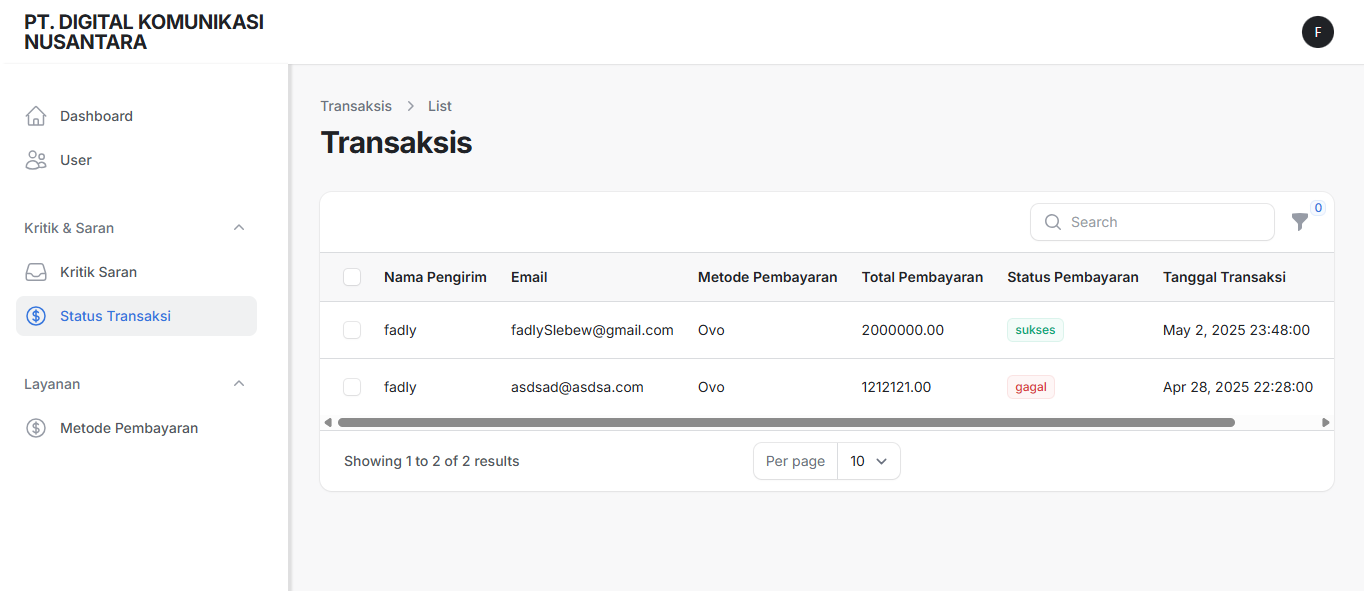 PT. DIGITAL KOMUNIKASI
NUSANTARA
F
Dashboard
User
Kritik & Saran
Kritik Saran
Status Transaksi
Layanan
Metode Pembayaran
Transaksis > List
Transaksis
Search
0
Nama Pengirim Email Metode Pembayaran Total Pembayaran Status Pembayaran Tanggal Transaksi
fadly fadlySlebew@gmail.com Ovo 2000000.00 sukses May 2, 2025 23:48:00
fadly asdsad@asdsa.com Ovo 1212121.00 gagal Apr 28, 2025 22:28:00
Showing 1 to 2 of 2 results
Per page 10